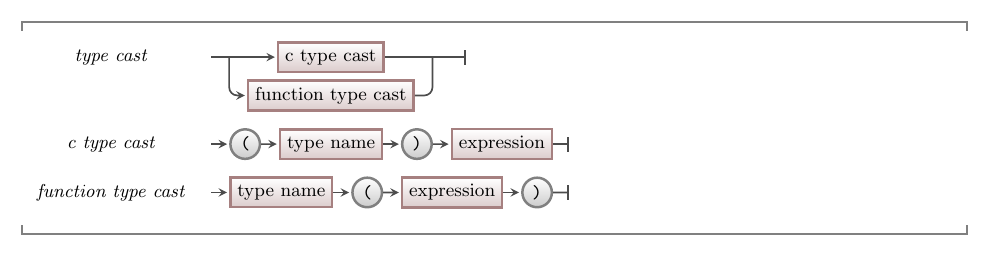 type cast c type cast
function type cast
c type cast ( type name ) expression
function type cast type name ( expression )